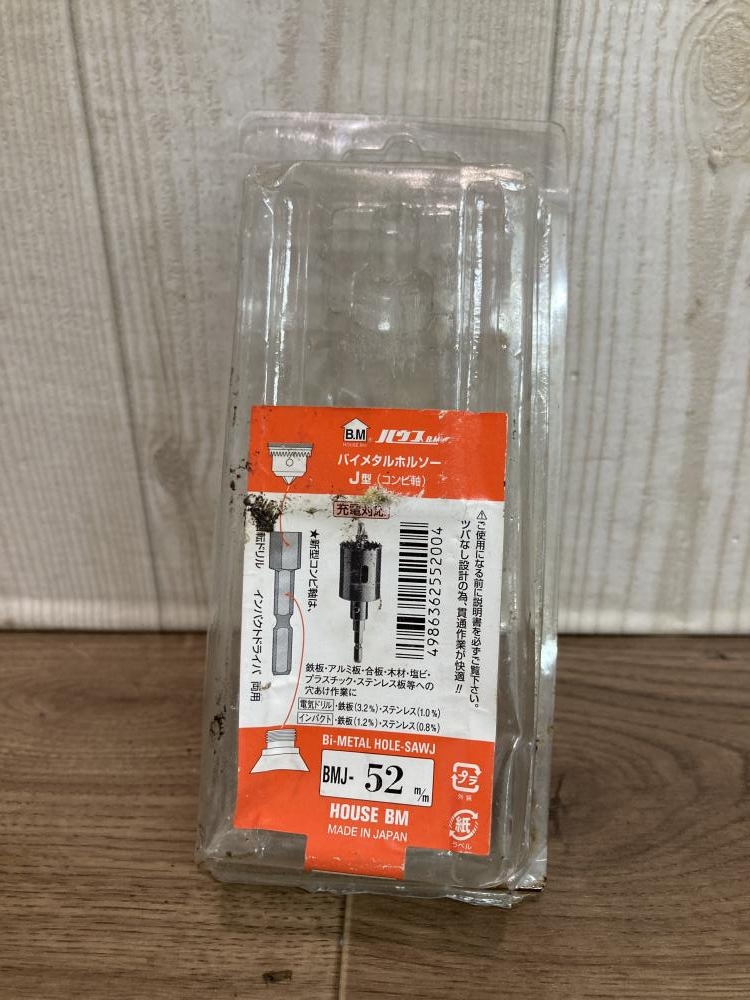 B.M
HOUSE BM
ハウス B.M
バイメタルホルソー
J型 (コンビ軸)
充電対応
★新型コンビ軸は、
転ドリル
インパクトドライバ 両用
4986362552004
⚠ご使用になる前に説明書を必ずご覧下さい。
ツバなし設計の為、貫通作業が快適!!
鉄板・アルミ板・合板・木材・塩ビ・
プラスチック・ステンレス板等への
穴あけ作業に
電気ドリル・鉄板(3.2%)・ステンレス(1.0%)
インパクト・鉄板(1.2%)・ステンレス(0.8%)
Bi-METAL HOLE-SAWJ
BMJ- 52 m/m
HOUSE BM
MADE IN JAPAN
プラ
外装
紙
ラベル